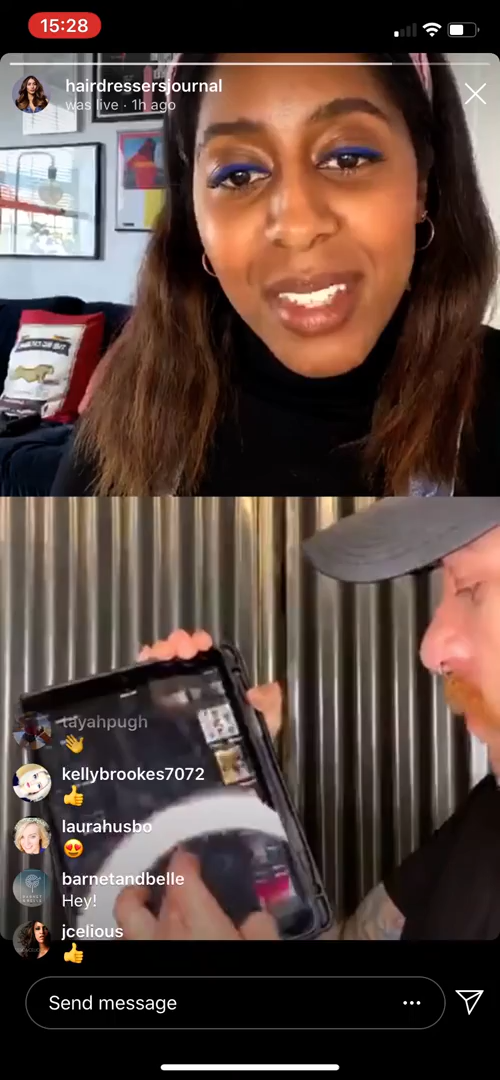 15:28
hairdressersjournal
was live · 1h ago
tayahpugh
👋
kellybrookes7072
👍
laurahusbo
😍
barnetandbelle
Hey!
jcelious
👍
Send message